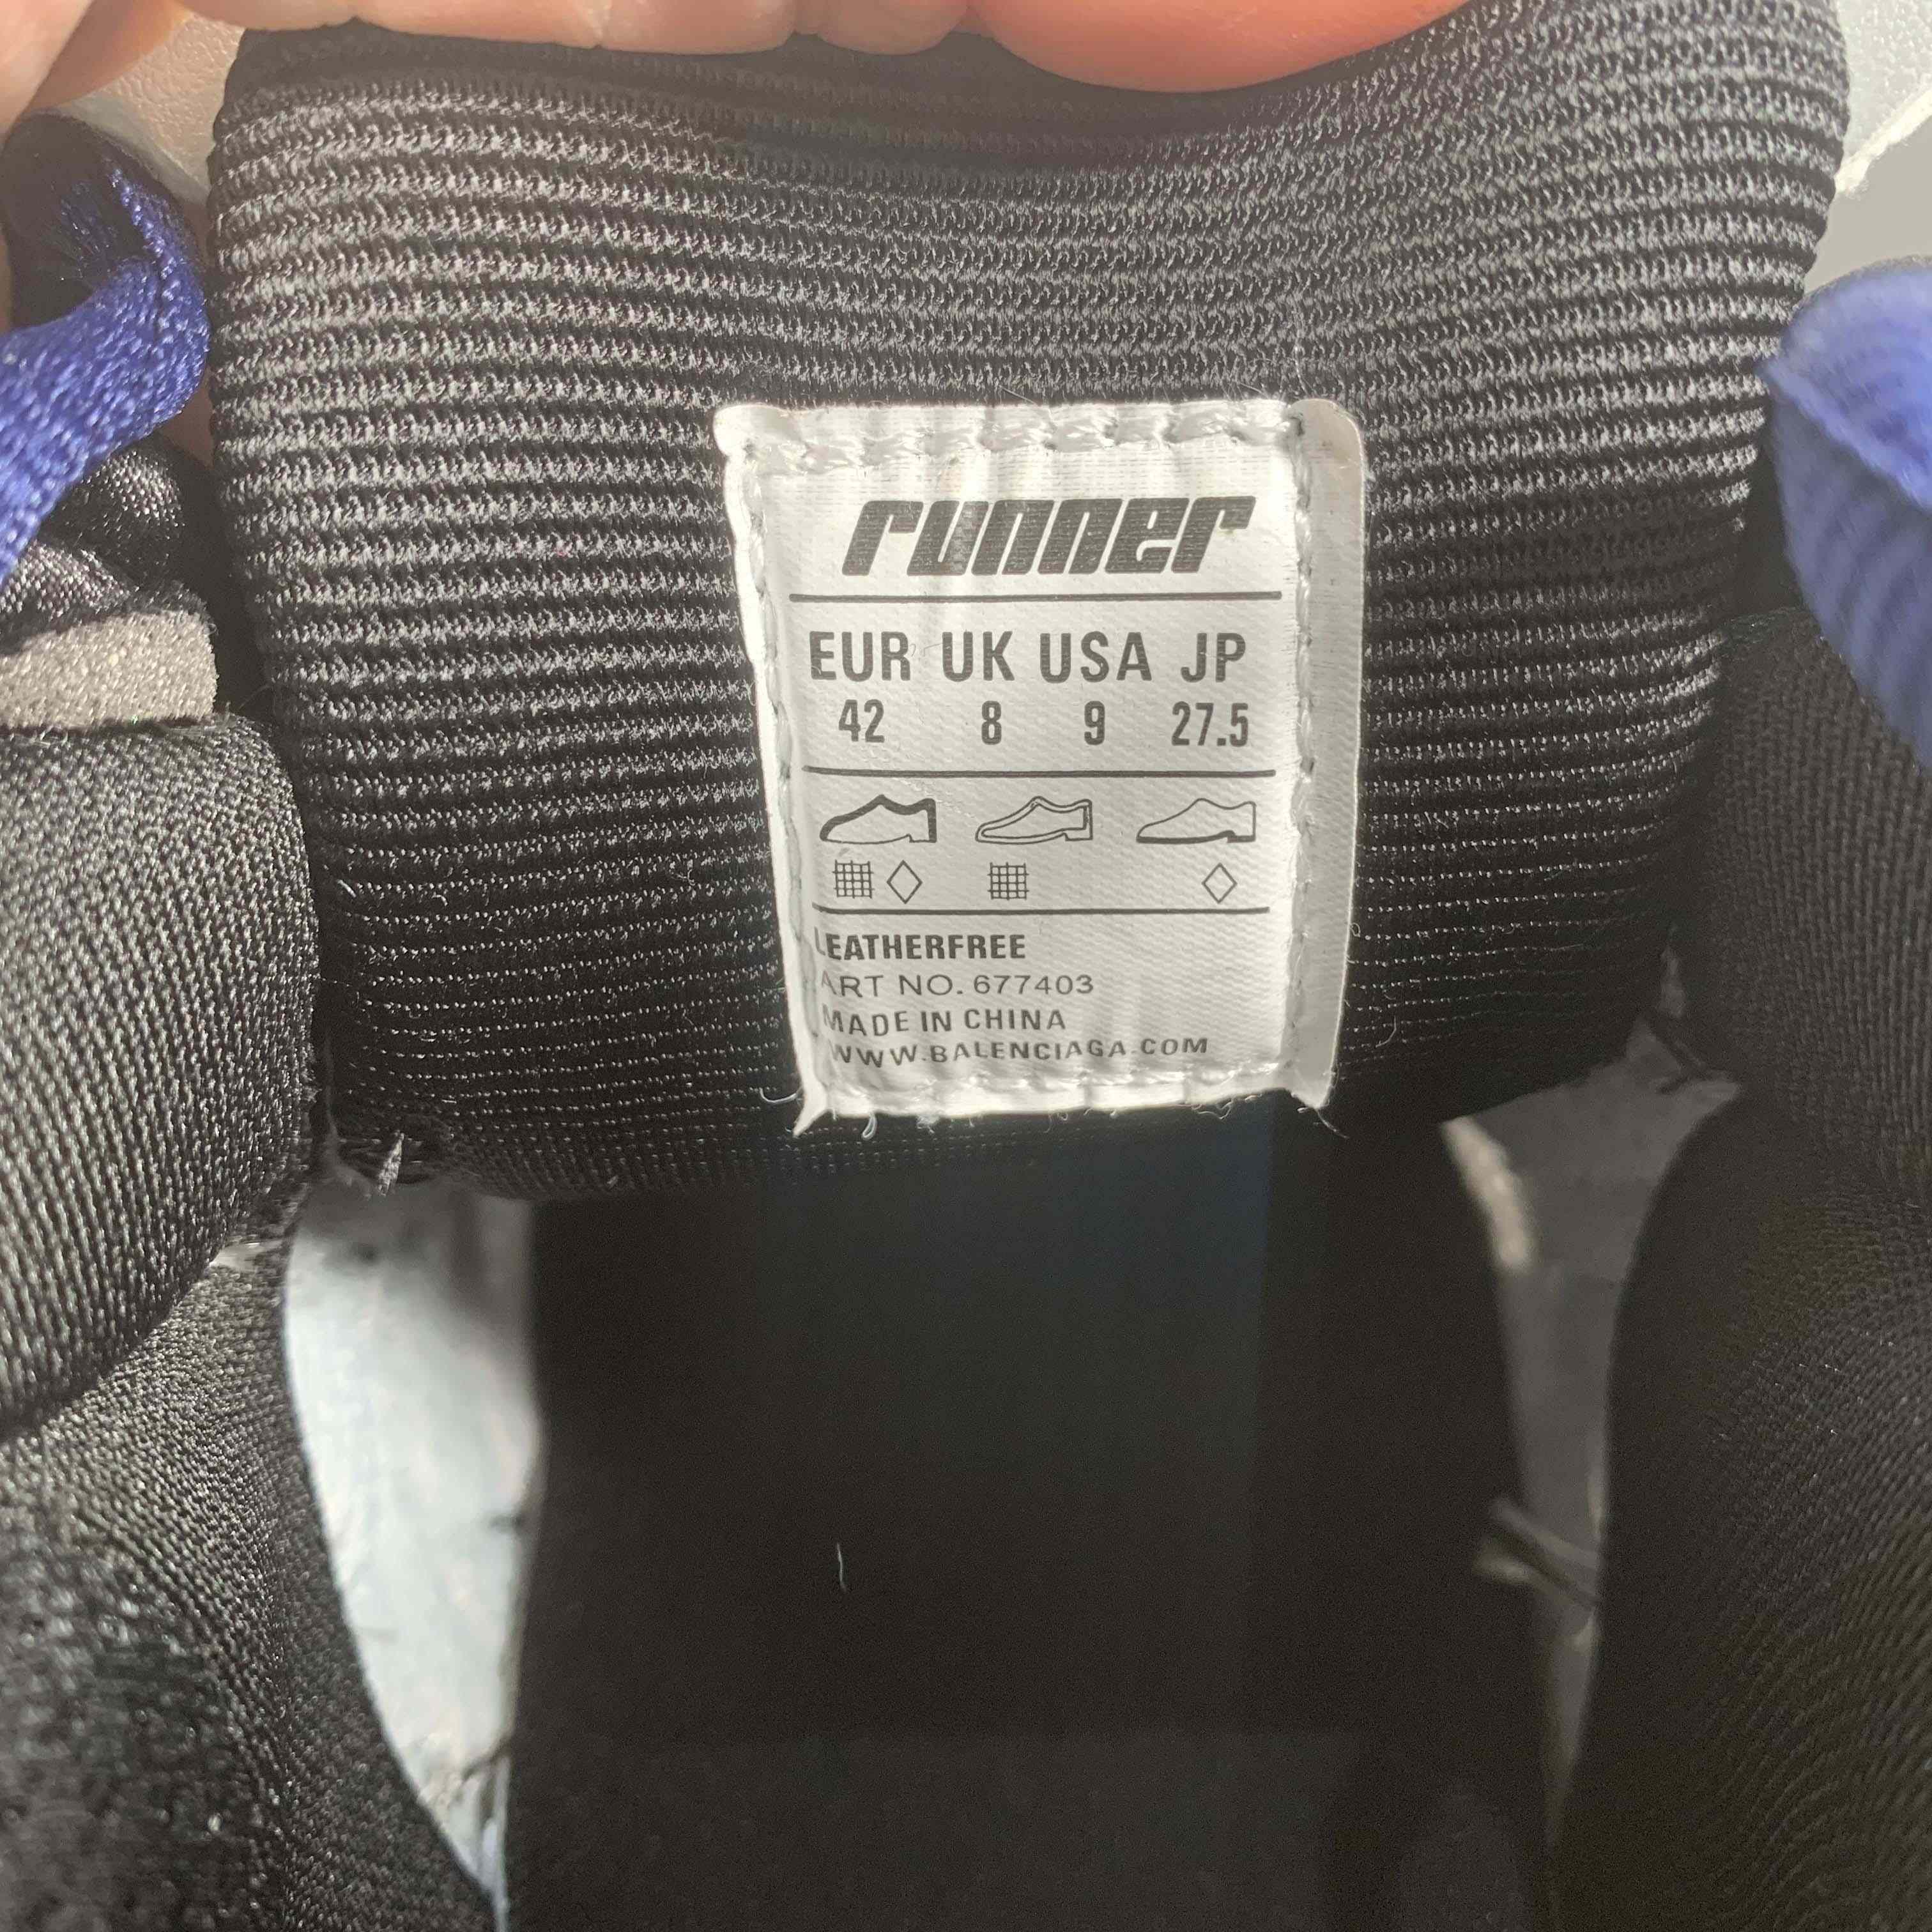 runner
EUR UK USA JP
42 8 9 27.5
LEATHERFREE
ART NO. 677403
MADE IN CHINA
WWW.BALENCIAGA.COM